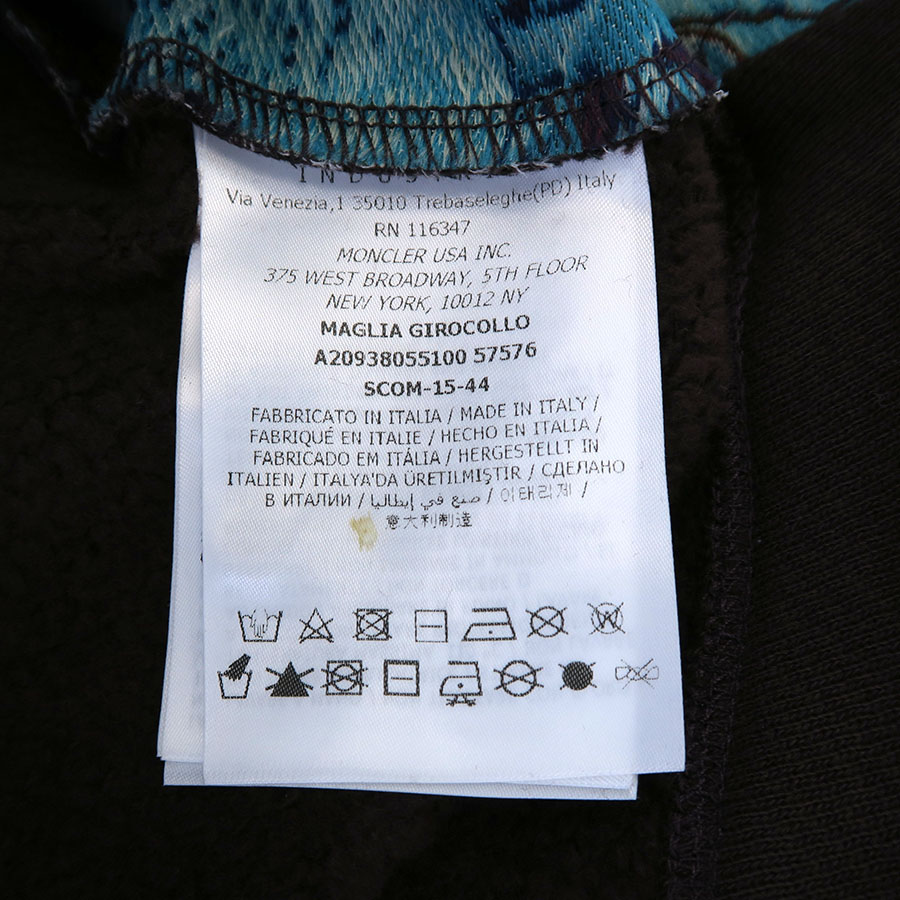 Via Venezia,1 35010 Trebaseleghe(PD) Italy
RN 116347
MONCLER USA INC.
375 WEST BROADWAY, 5TH FLOOR
NEW YORK, 10012 NY
MAGLIA GIROCOLLO
A20938055100 57576
SCOM-15-44
FABBRICATO IN ITALIA / MADE IN ITALY /
FABRIQUÉ EN ITALIE / HECHO EN ITALIA /
FABRICADO EM ITÁLIA / HERGESTELLT IN
ITALIEN / ITALYA'DA ÜRETILMIŞTIR / СДЕЛАНО
В ИТАЛИИ / صنع في إيطاليا / 이태리제 /
意大利制造